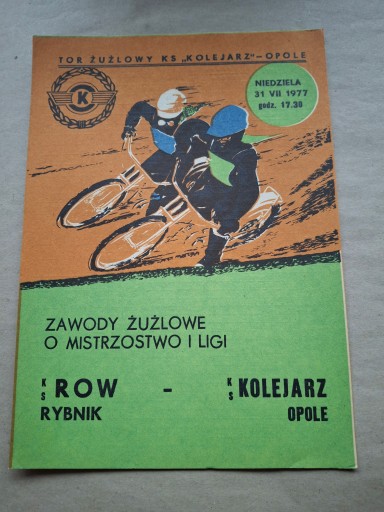 TOR ŻUŻLOWY KS „KOLEJARZ"-OPOLE
K
NIEDZIELA
31 VII 1977
godz. 17.30
ZAWODY ŻUŻLOWE
O MISTRZOSTWO I LIGI
KS ROW - KS KOLEJARZ
RYBNIK OPOLE